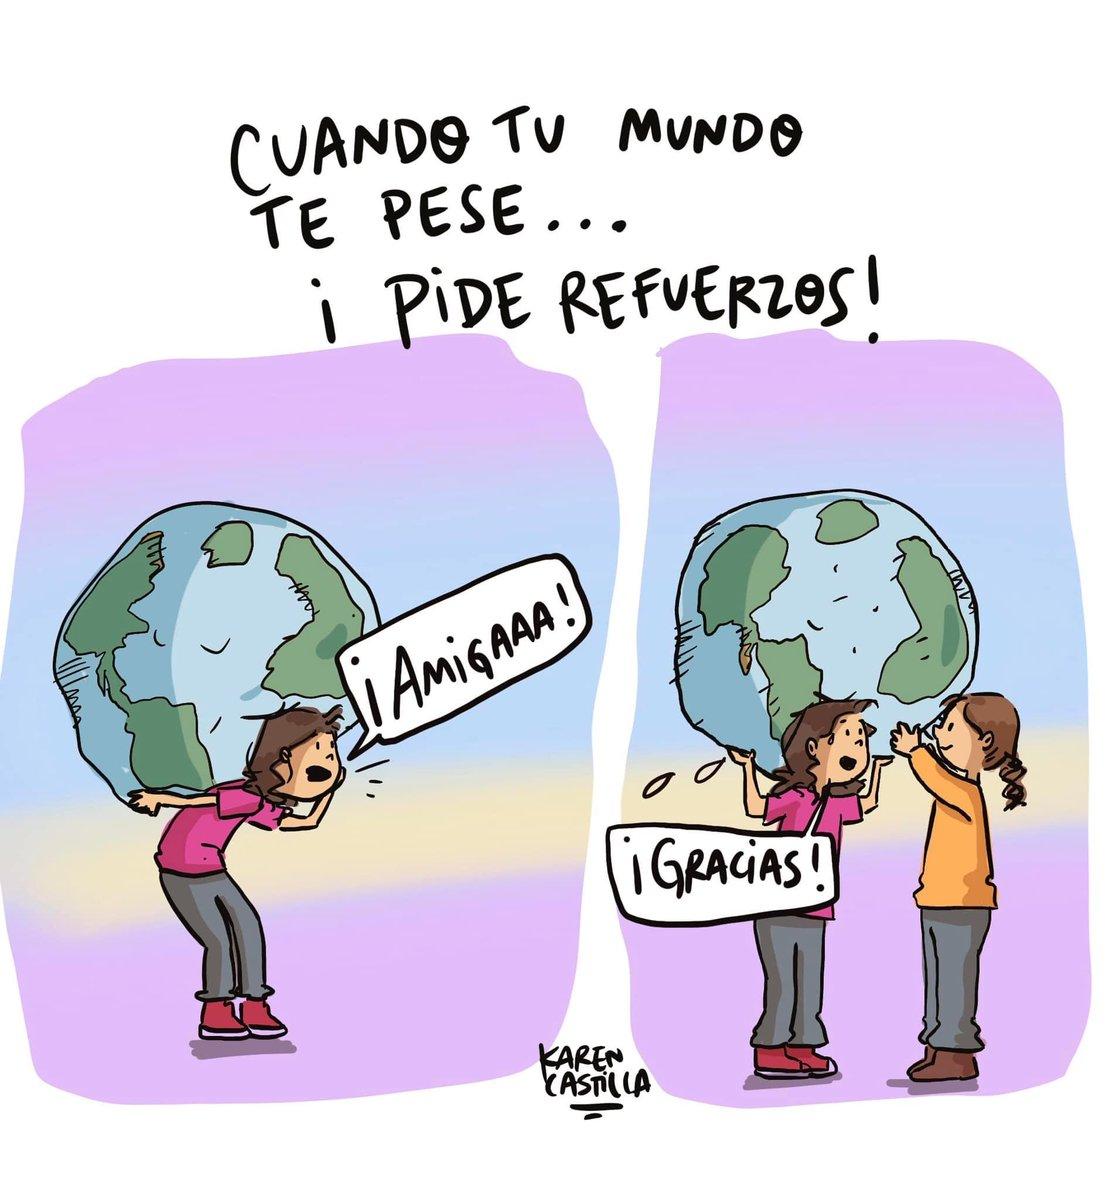 CUANDO TU MUNDO
TE PESE...
¡PIDE REFUERZOS!
¡AMIGAAA!
¡GRACIAS!
KAREN
CASTILLA